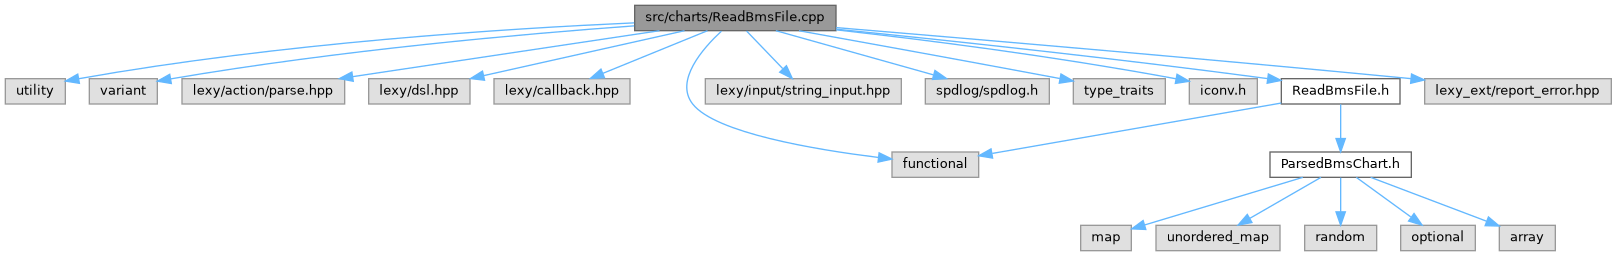 src/charts/ReadBmsFile.cpp
utility
variant
lexy/action/parse.hpp
lexy/dsl.hpp
lexy/callback.hpp
lexy/input/string_input.hpp
spdlog/spdlog.h
type_traits
iconv.h
ReadBmsFile.h
lexy_ext/report_error.hpp
functional
ParsedBmsChart.h
map
unordered_map
random
optional
array